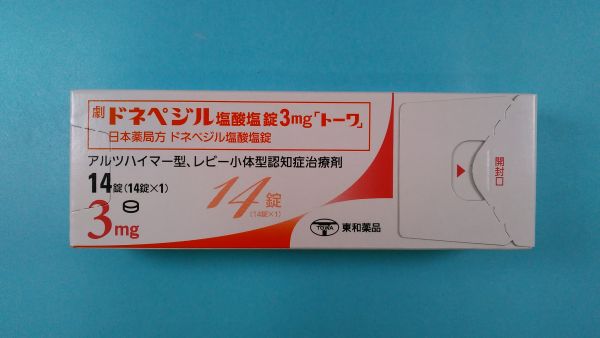 劇 ドネペジル塩酸塩錠3mg「トーワ」
日本薬局方 ドネペジル塩酸塩錠
アルツハイマー型、レビー小体型認知症治療剤
14錠(14錠×1)
3mg
14錠
(14錠×1)
TOWA 東和薬品
開封口